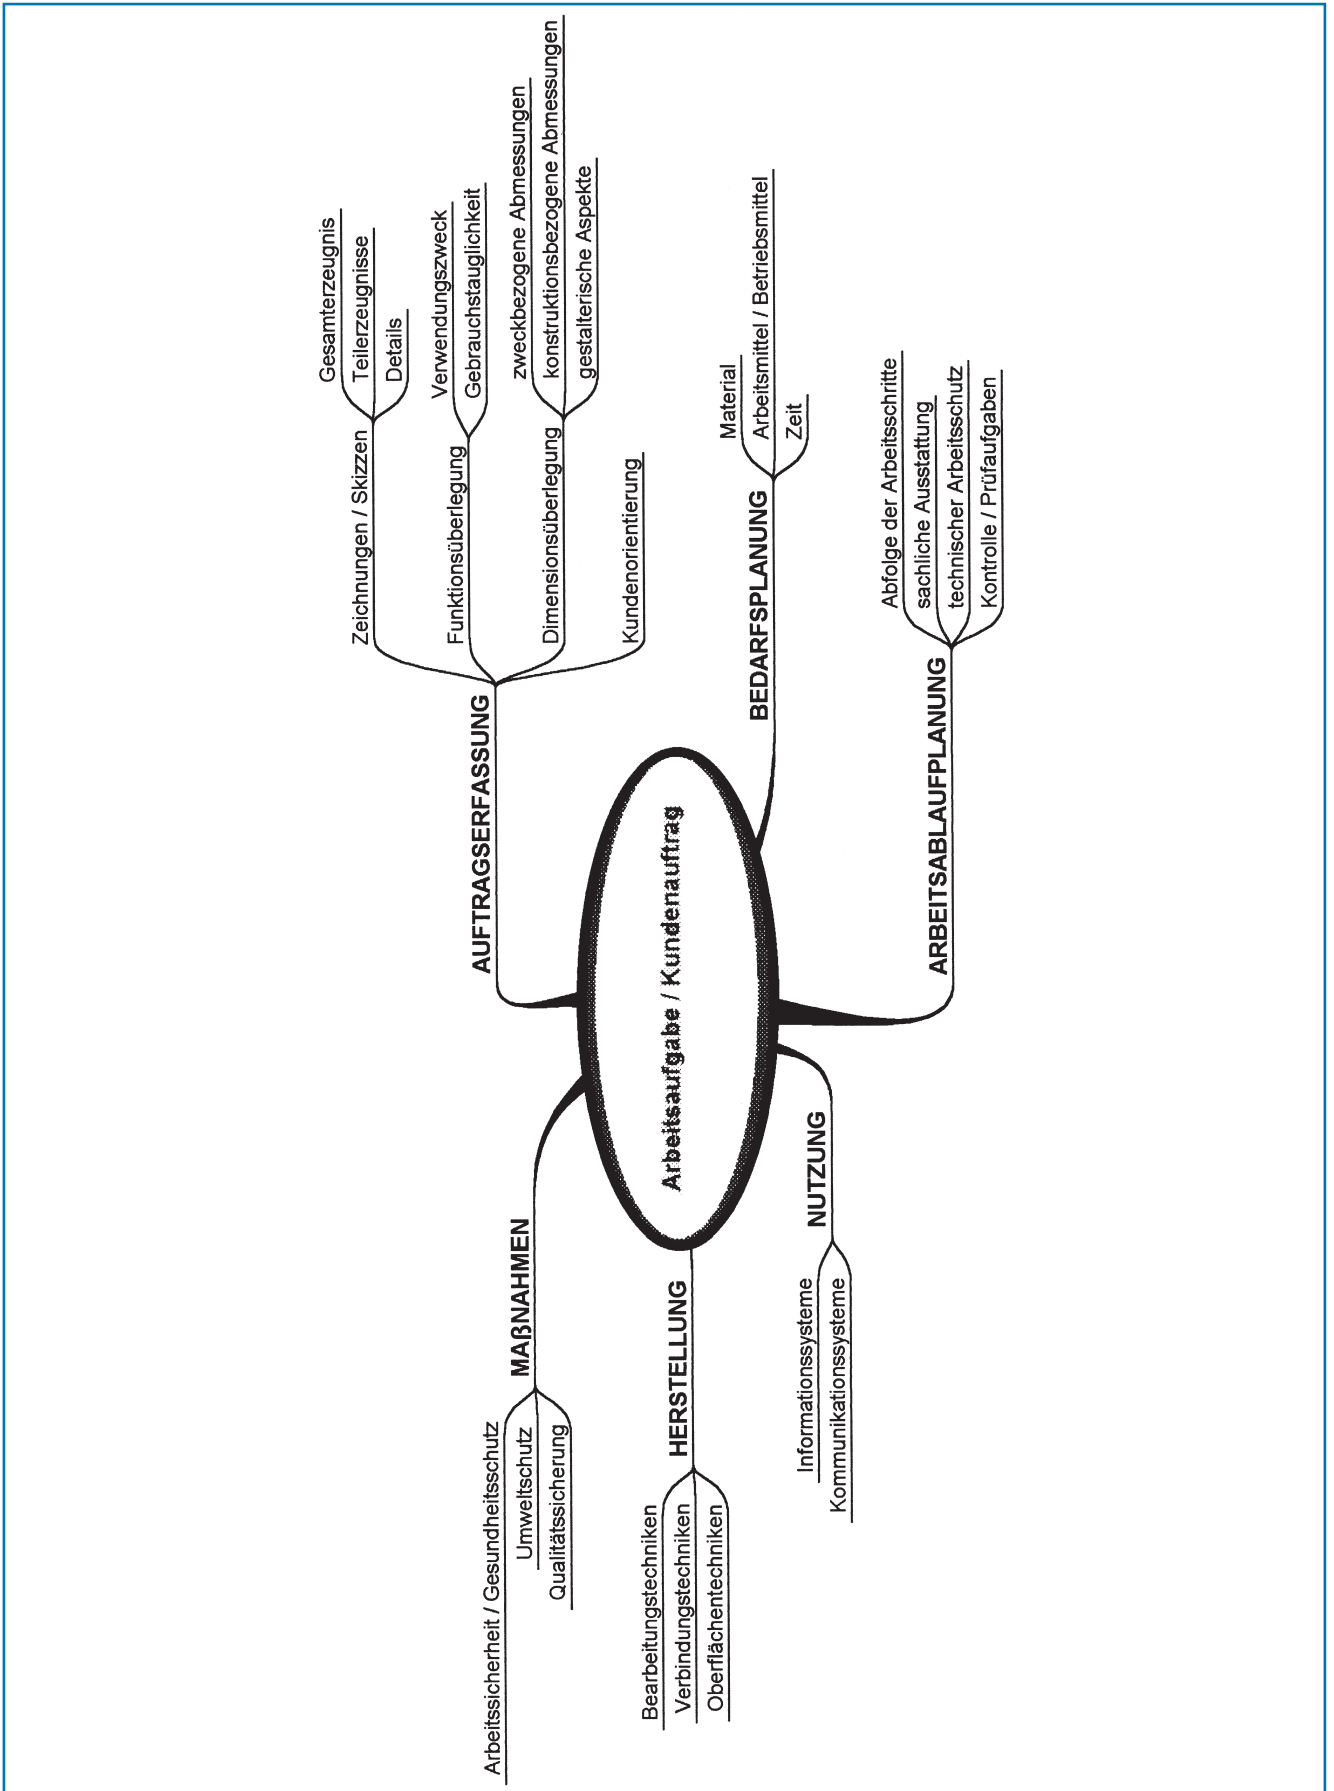 Arbeitsaufgabe / Kundenauftrag
AUFTRAGSERFASSUNG
Zeichnungen / Skizzen
Gesamterzeugnis
Teilerzeugnisse
Details
Funktionsüberlegung
Verwendungszweck
Gebrauchstauglichkeit
Dimensionsüberlegung
zweckbezogene Abmessungen
konstruktionsbezogene Abmessungen
gestalterische Aspekte
Kundenorientierung
BEDARFSPLANUNG
Material
Arbeitsmittel / Betriebsmittel
Zeit
ARBEITSABLAUFPLANUNG
Abfolge der Arbeitsschritte
sachliche Ausstattung
technischer Arbeitsschutz
Kontrolle / Prüfaufgaben
NUTZUNG
Informationssysteme
Kommunikationssysteme
HERSTELLUNG
Bearbeitungstechniken
Verbindungstechniken
Oberflächentechniken
MAßNAHMEN
Arbeitssicherheit / Gesundheitsschutz
Umweltschutz
Qualitätssicherung